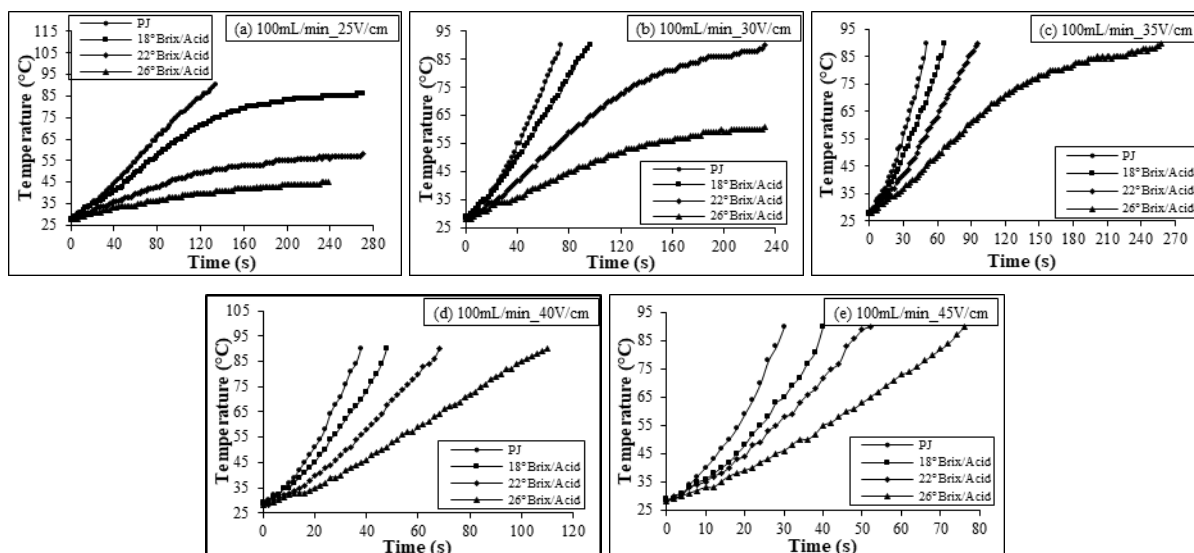 (a) 100mL/min_25V/cm
PJ
18°Brix/Acid
22°Brix/Acid
26°Brix/Acid
Temperature (°C)
115
105
95
85
75
65
55
45
35
25
0 40 80 120 160 200 240 280
Time (s)
(b) 100mL/min_30V/cm
Temperature (°C)
95
85
75
65
55
45
35
25
PJ
18°Brix/Acid
22°Brix/Acid
26°Brix/Acid
0 40 80 120 160 200 240
Time (s)
(c) 100mL/min_35V/cm
Temperature (°C)
95
85
75
65
55
45
35
25
PJ
18°Brix/Acid
22°Brix/Acid
26°Brix/Acid
0 30 60 90 120 150 180 210 240 270
Time (s)
(d) 100mL/min_40V/cm
Temperature (°C)
105
95
85
75
65
55
45
35
25
PJ
18°Brix/Acid
22°Brix/Acid
26°Brix/Acid
0 20 40 60 80 100 120
Time (s)
(e) 100mL/min_45V/cm
Temperature (°C)
95
85
75
65
55
45
35
25
PJ
18°Brix/Acid
22°Brix/Acid
26°Brix/Acid
0 10 20 30 40 50 60 70 80
Time (s)